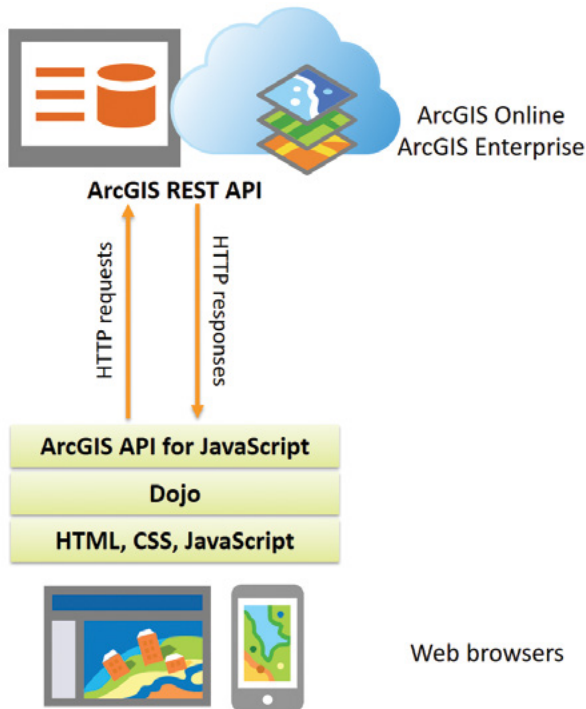 ArcGIS Online
ArcGIS Enterprise
ArcGIS REST API
HTTP requests
HTTP responses
ArcGIS API for JavaScript
Dojo
HTML, CSS, JavaScript
Web browsers